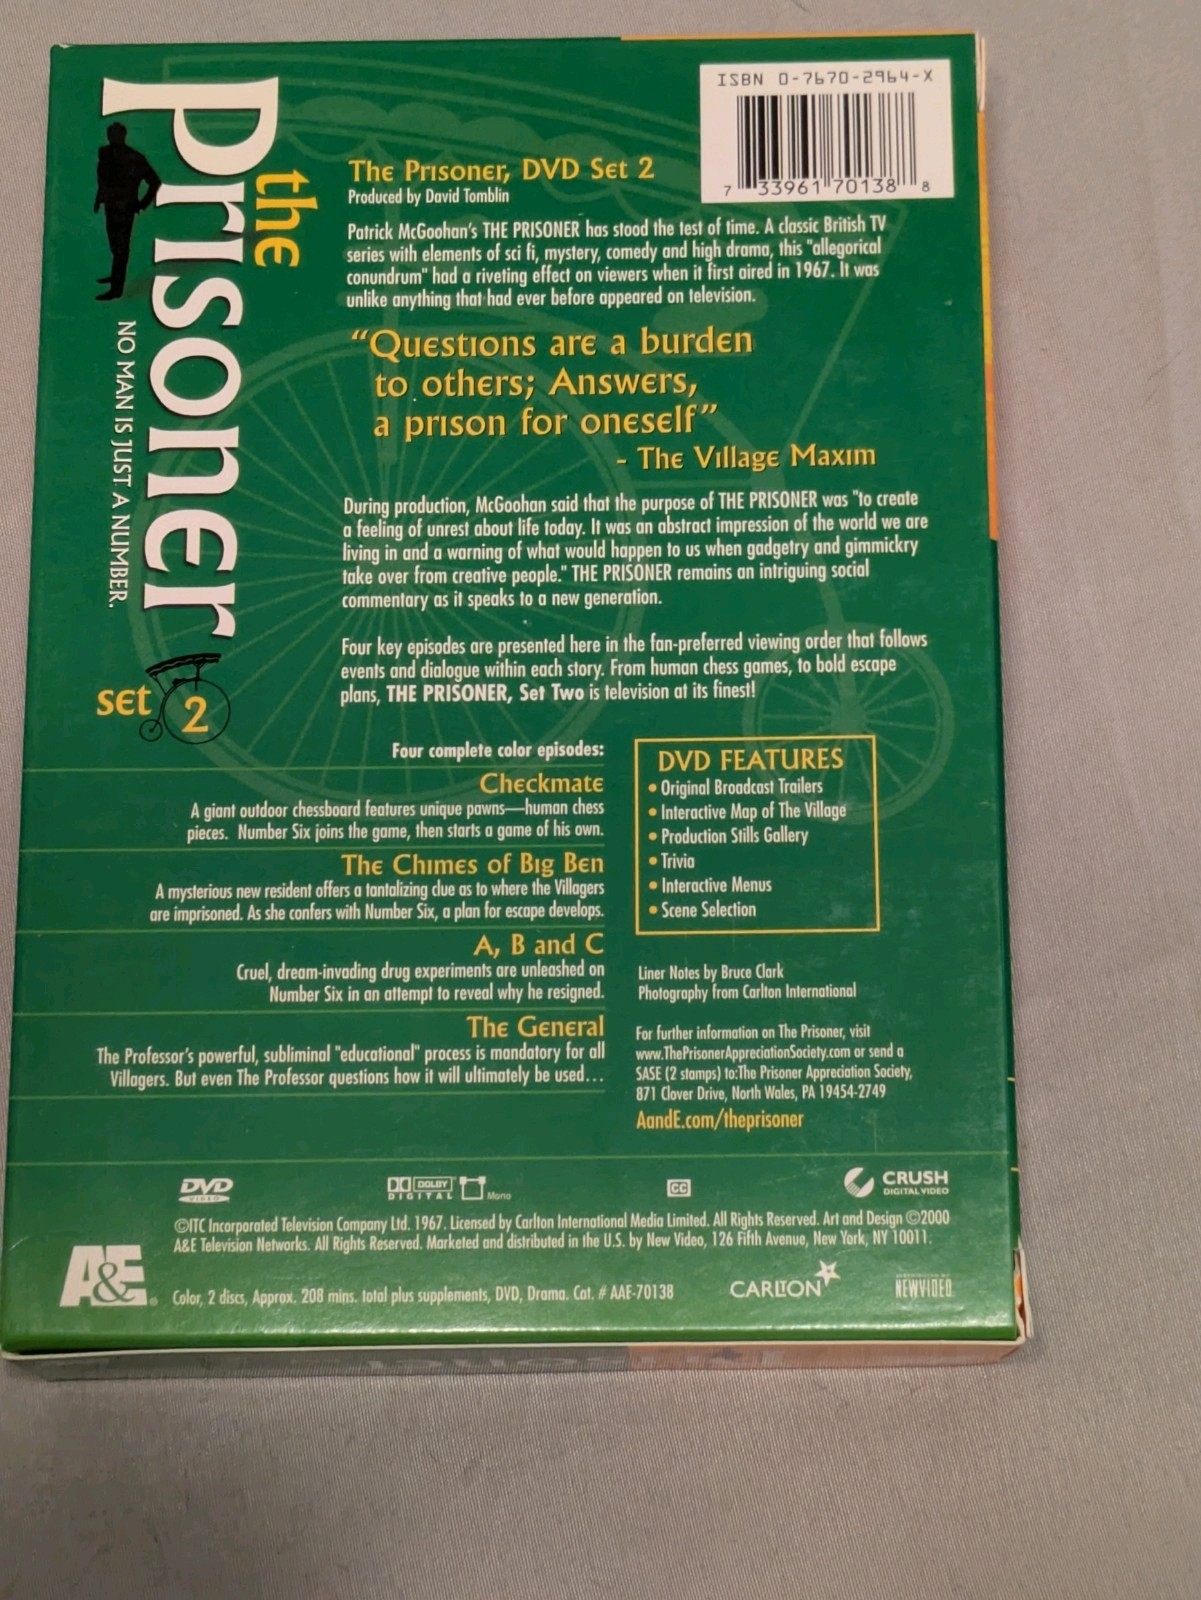 ISBN 0-7670-2964-X
7 33961 70138 8
the
prisoner
NO MAN IS JUST A NUMBER.
set 2
The Prisoner, DVD Set 2
Produced by David Tomblin
Patrick McGoohan's THE PRISONER has stood the test of time. A classic British TV
series with elements of sci fi, mystery, comedy and high drama, this "allegorical
conundrum" had a riveting effect on viewers when it first aired in 1967. It was
unlike anything that had ever before appeared on television.
“Questions are a burden
to others; Answers,
a prison for oneself”
- The Village Maxim
During production, McGoohan said that the purpose of THE PRISONER was "to create
a feeling of unrest about life today. It was an abstract impression of the world we are
living in and a warning of what would happen to us when gadgetry and gimmickry
take over from creative people." THE PRISONER remains an intriguing social
commentary as it speaks to a new generation.
Four key episodes are presented here in the fan-preferred viewing order that follows
events and dialogue within each story. From human chess games, to bold escape
plans, THE PRISONER, Set Two is television at its finest!
Four complete color episodes:
Checkmate
A giant outdoor chessboard features unique pawns—human chess
pieces. Number Six joins the game, then starts a game of his own.
The Chimes of Big Ben
A mysterious new resident offers a tantalizing clue as to where the Villagers
are imprisoned. As she confers with Number Six, a plan for escape develops.
A, B and C
Cruel, dream-invading drug experiments are unleashed on
Number Six in an attempt to reveal why he resigned.
The General
The Professor's powerful, subliminal "educational" process is mandatory for all
Villagers. But even The Professor questions how it will ultimately be used...
DVD FEATURES
• Original Broadcast Trailers
• Interactive Map of The Village
• Production Stills Gallery
• Trivia
• Interactive Menus
• Scene Selection
Liner Notes by Bruce Clark
Photography from Carlton International
For further information on The Prisoner, visit
www.ThePrisonerAppreciationSociety.com or send a
SASE (2 stamps) to:The Prisoner Appreciation Society,
871 Clover Drive, North Wales, PA 19454-2749
AandE.com/theprisoner
DVD VIDEO
DOLBY DIGITAL Mono
CC
CRUSH
DIGITAL VIDEO
©ITC Incorporated Television Company Ltd. 1967. Licensed by Carlton International Media Limited. All Rights Reserved. Art and Design ©2000
A&E Television Networks. All Rights Reserved. Marketed and distributed in the U.S. by New Video, 126 Fifth Avenue, New York, NY 10011.
A&E®
Color, 2 discs, Approx. 208 mins. total plus supplements, DVD, Drama. Cat. # AAE-70138
CARLTON
NEWVIDEO